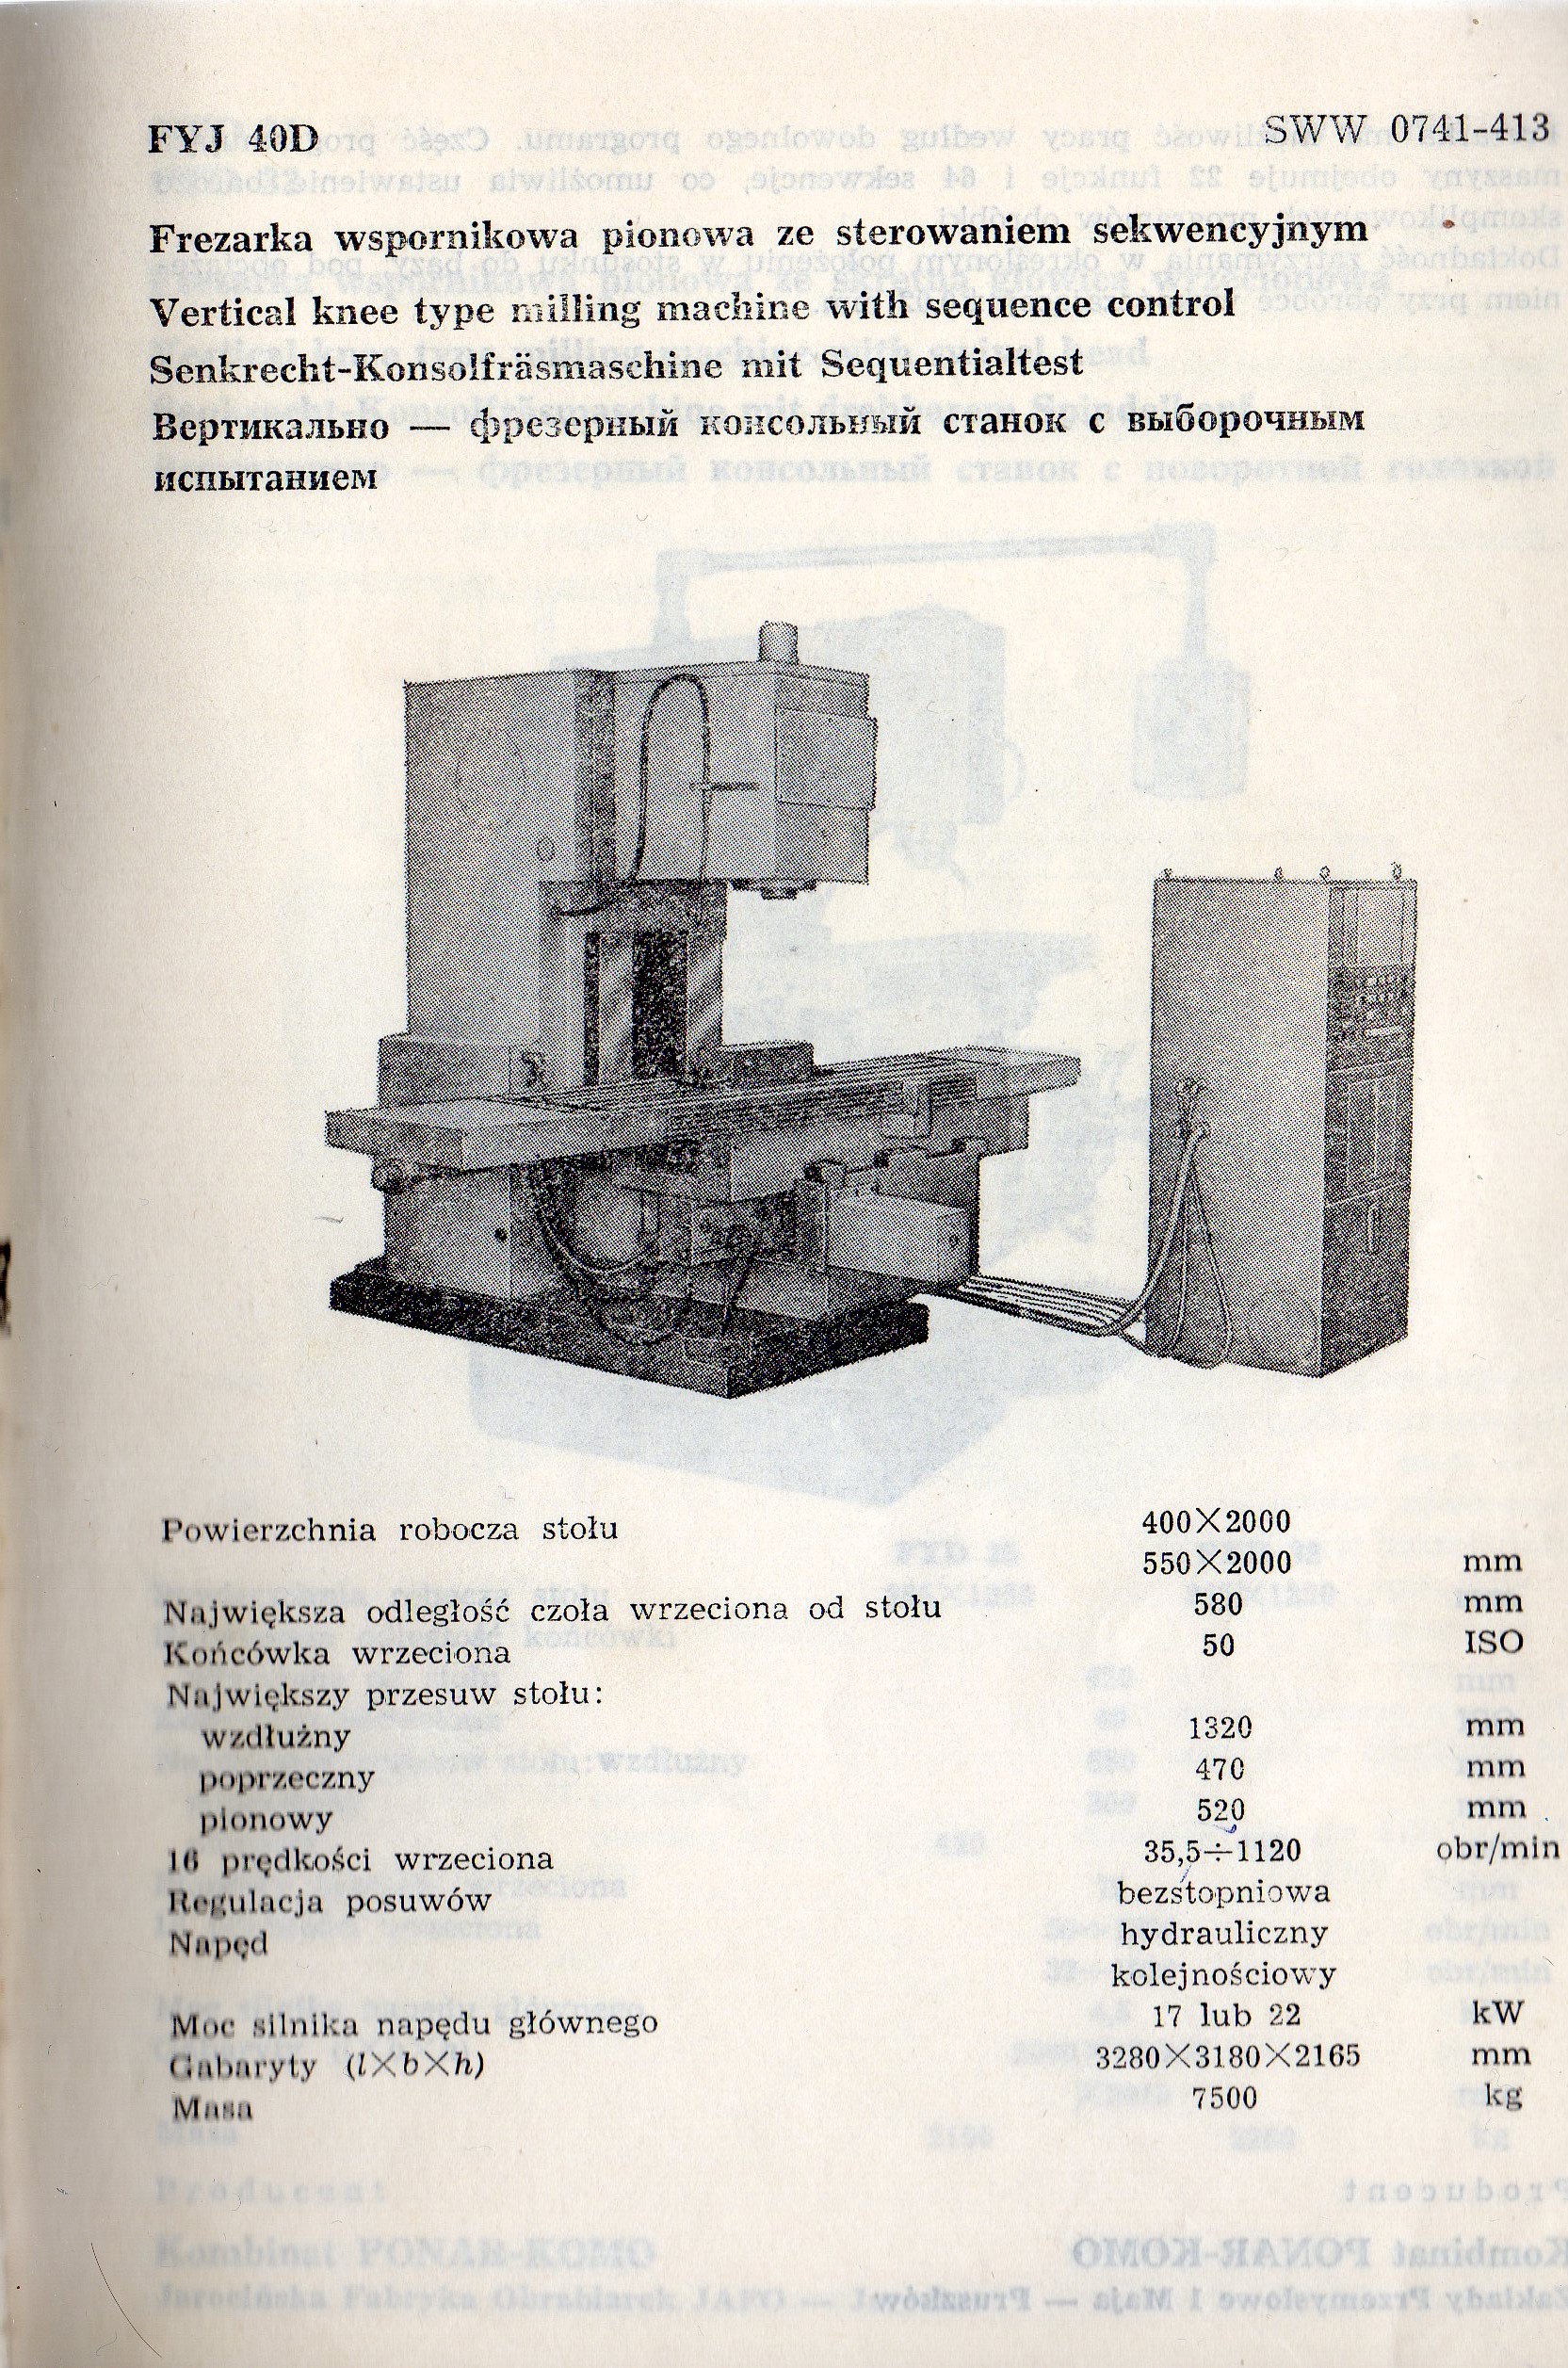 FYJ 40D SWW 0741-413
Frezarka wspornikowa pionowa ze sterowaniem sekwencyjnym
Vertical knee type milling machine with sequence control
Senkrecht-Konsolfräsmaschine mit Sequentialtest
Вертикально — фрезерный консольный станок с выборочным
испытанием
Powierzchnia robocza stołu 400×2000
550×2000 mm
Największa odległość czoła wrzeciona od stołu 580 mm
Końcówka wrzeciona 50 ISO
Największy przesuw stołu:
wzdłużny 1320 mm
poprzeczny 470 mm
pionowy 520 mm
16 prędkości wrzeciona 35,5÷1120 obr/min
Regulacja posuwów bezstopniowa
Napęd hydrauliczny
kolejnościowy
Moc silnika napędu głównego 17 lub 22 kW
Gabaryty (l×b×h) 3280×3180×2165 mm
Masa 7500 kg